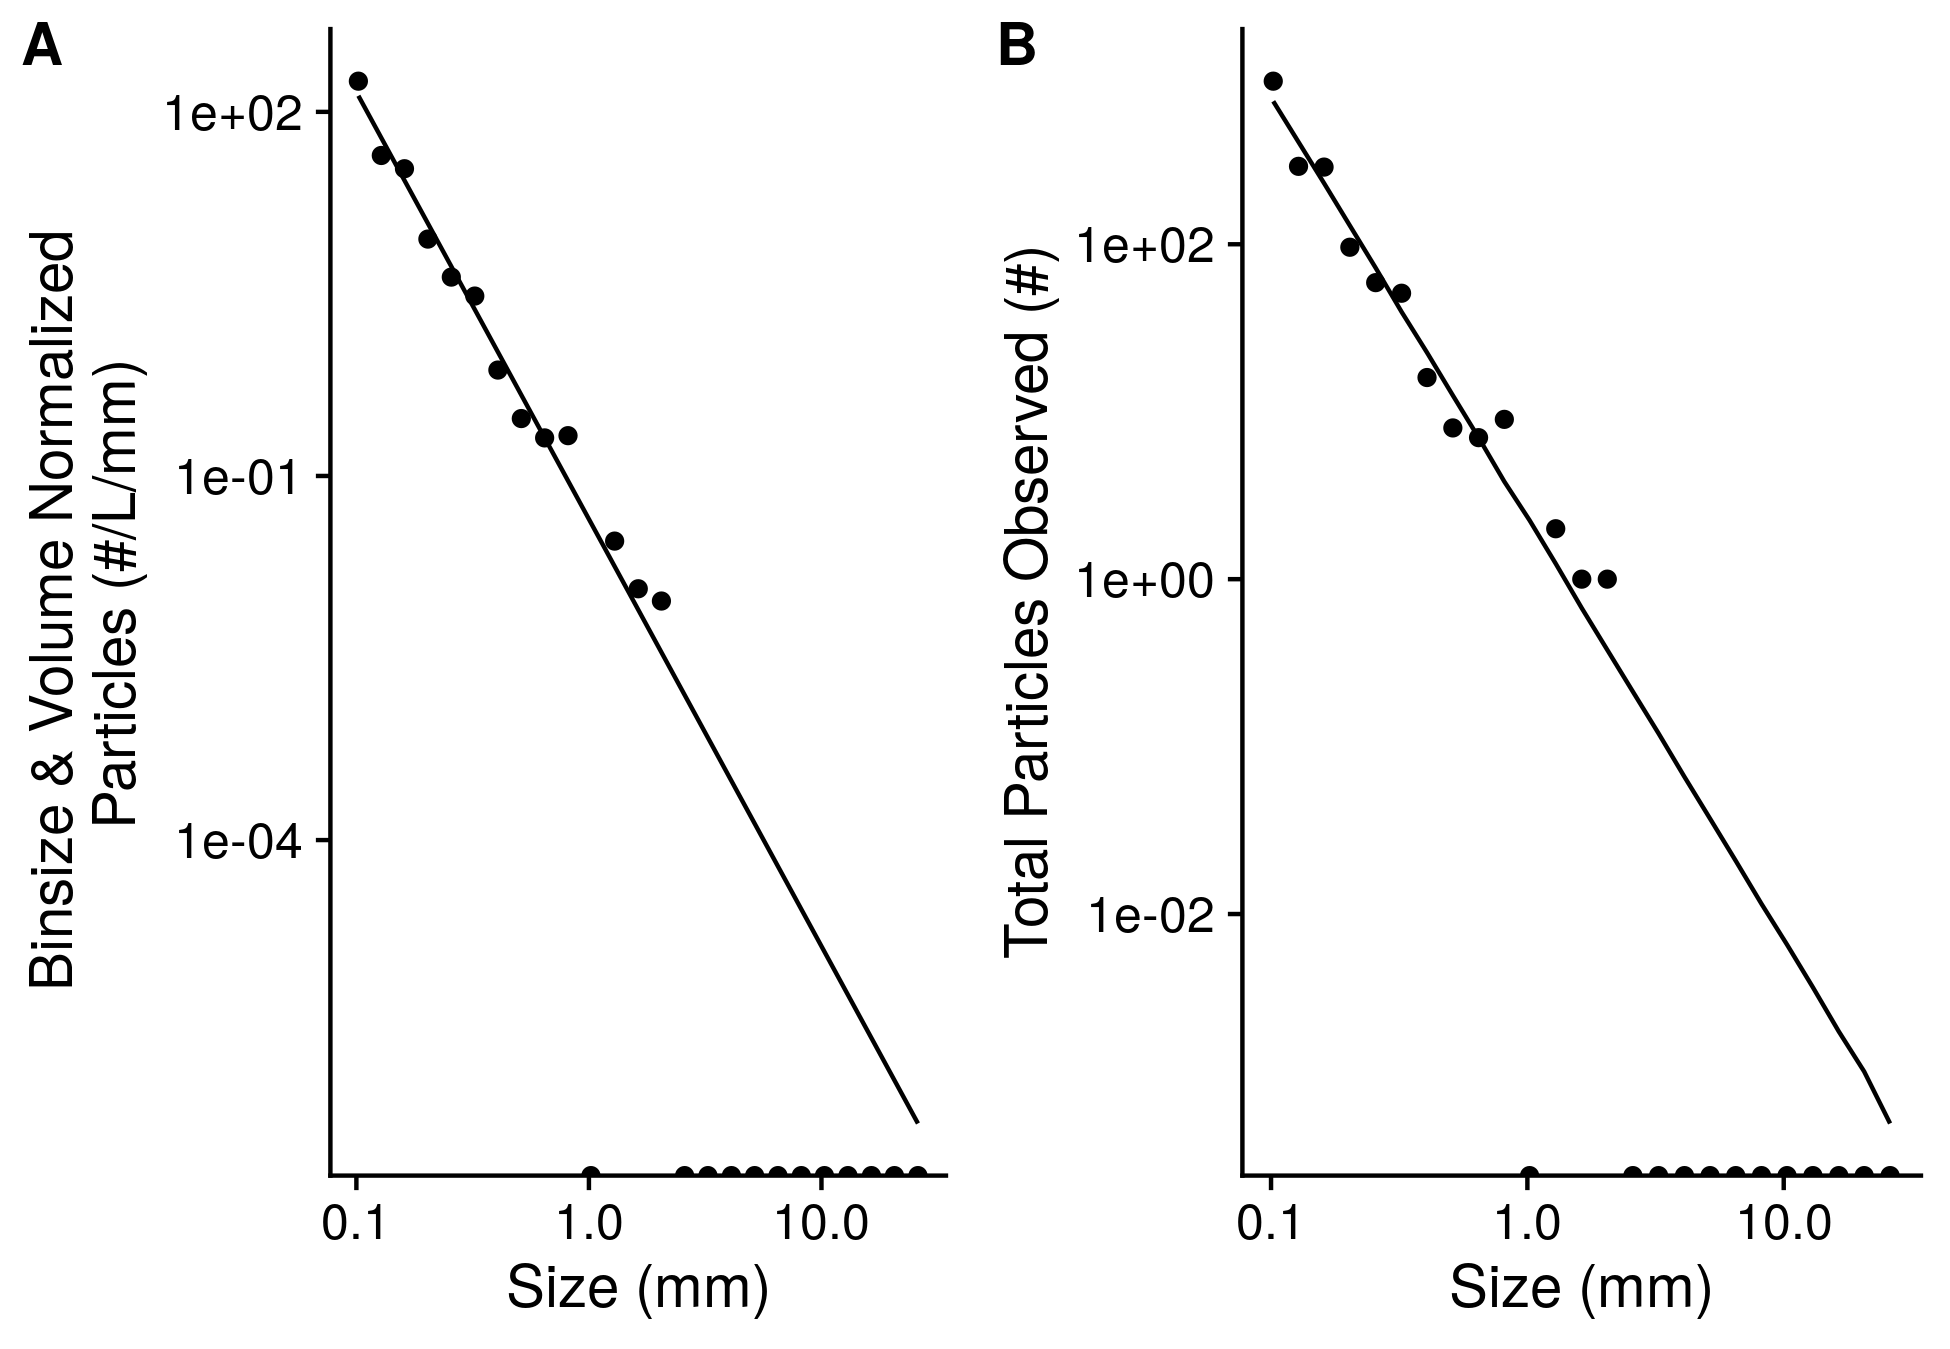 A
Binsize & Volume Normalized
Particles (#/L/mm)
1e+02
1e-01
1e-04
0.1
1.0
10.0
Size (mm)
B
Total Particles Observed (#)
1e+02
1e+00
1e-02
0.1
1.0
10.0
Size (mm)